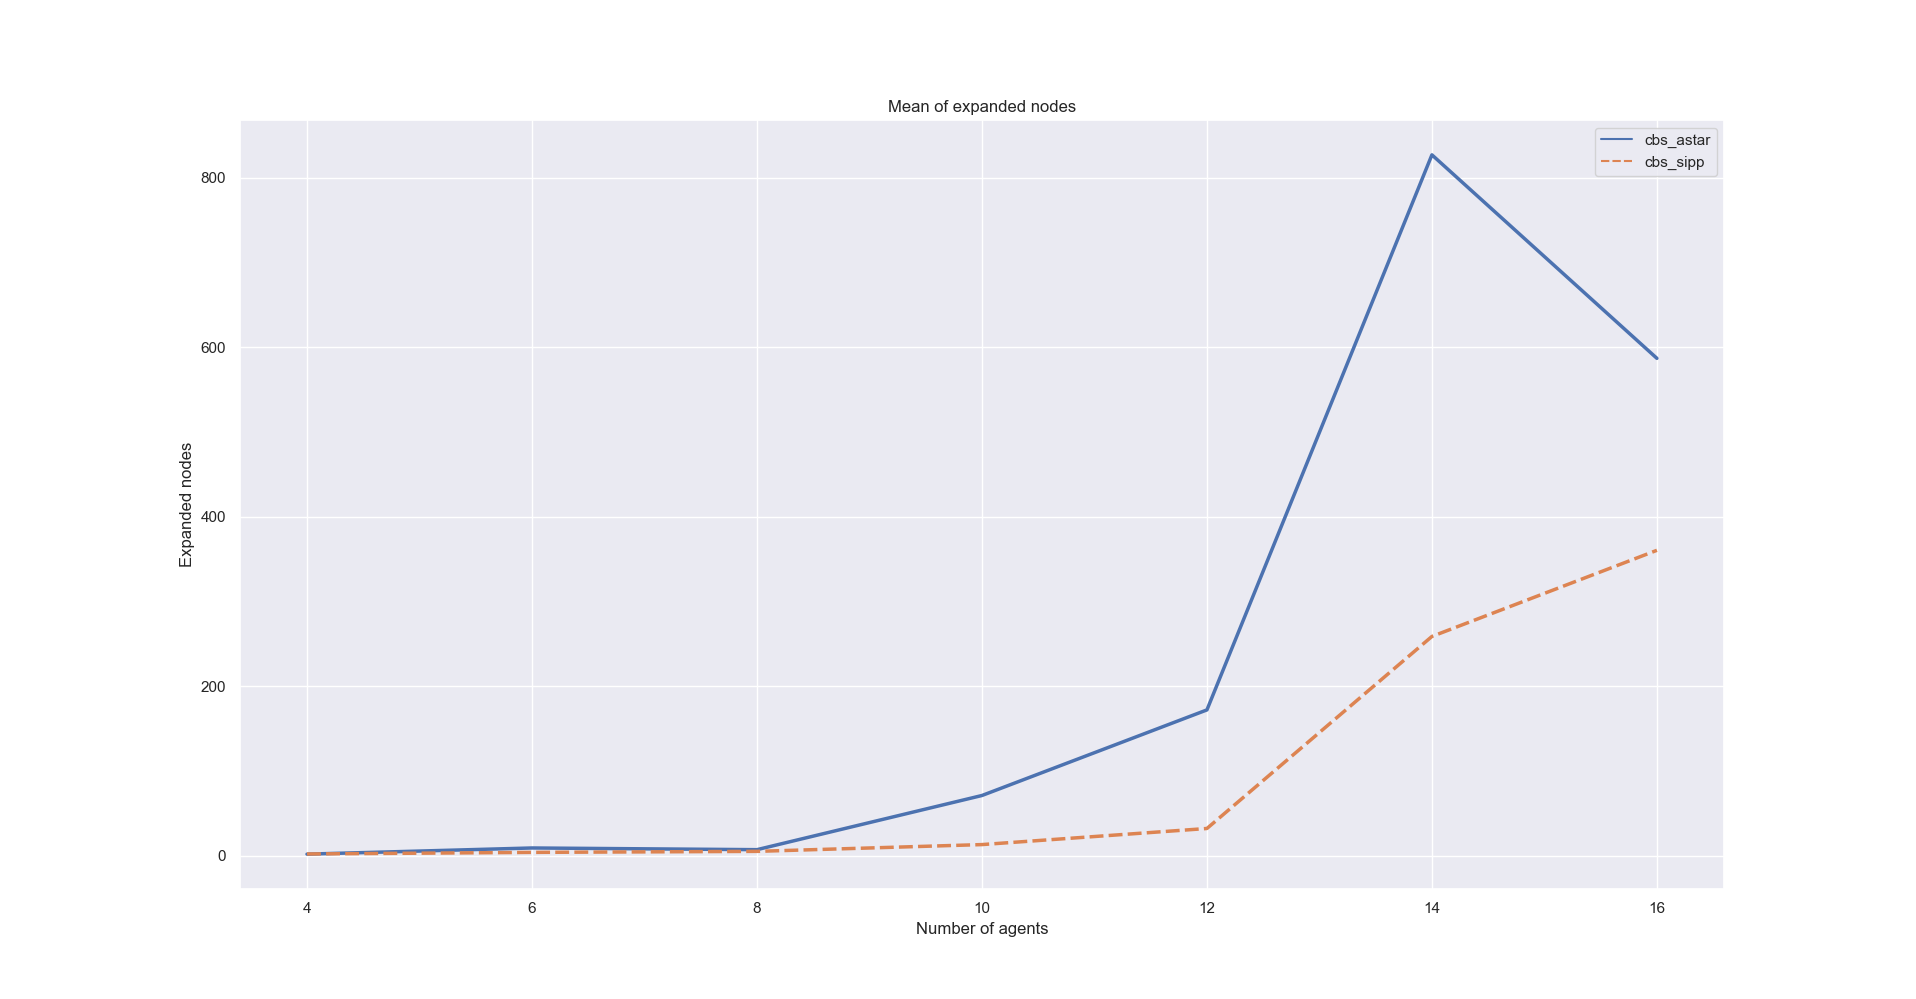 Mean of expanded nodes
cbs_astar
cbs_sipp
800
600
400
200
0
Expanded nodes
4 6 8 10 12 14 16
Number of agents